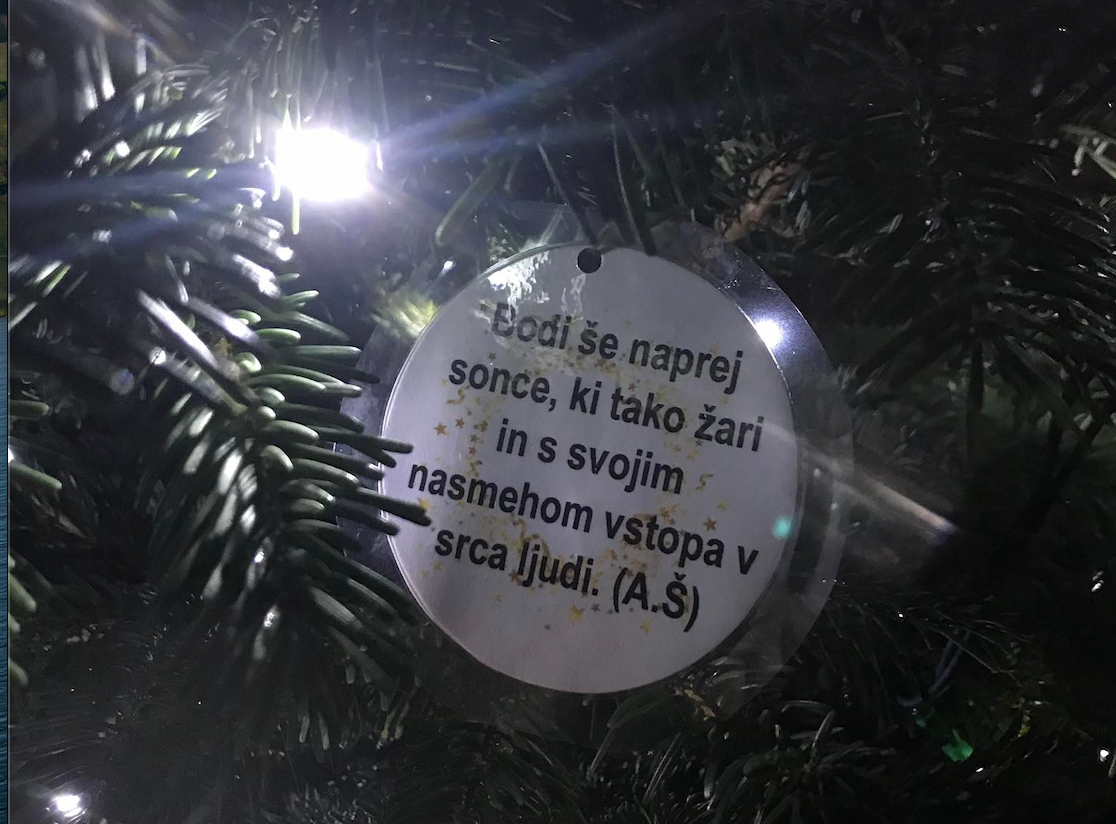 Bodi še naprej
sonce, ki tako žari
in s svojim
nasmehom vstopa v
srca ljudi. (A.Š)